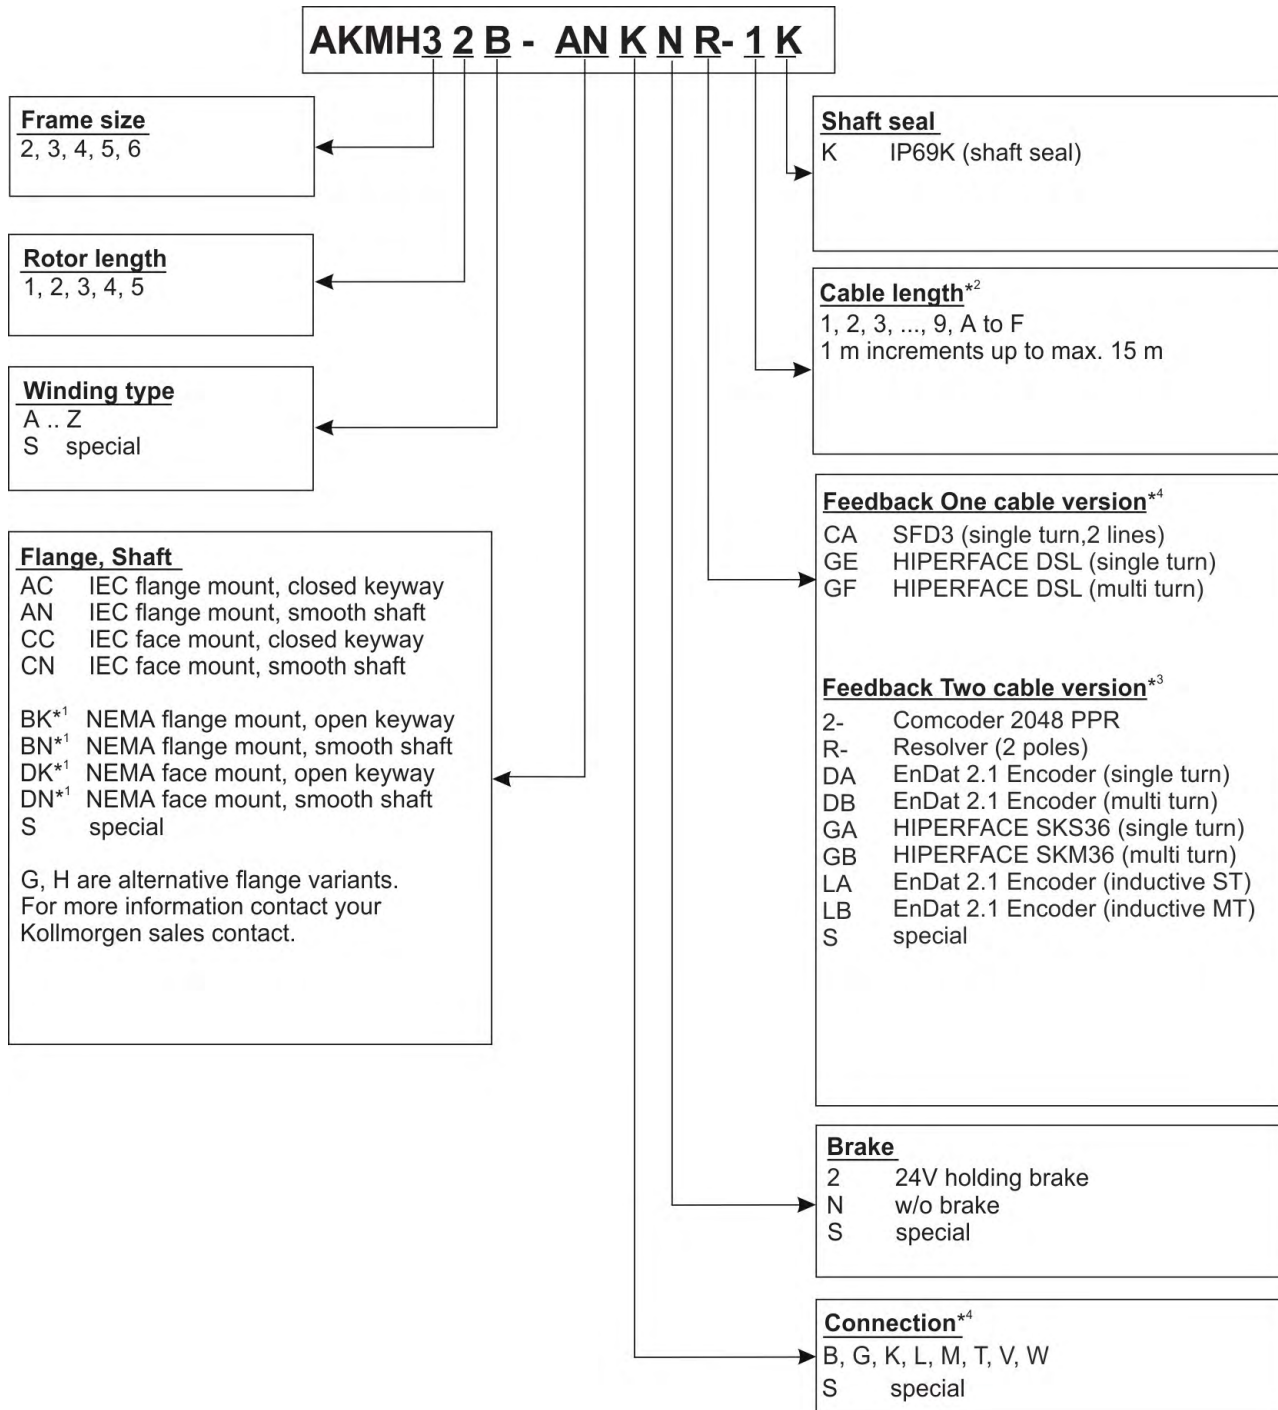 AKMH32B- ANKNR-1K
Frame size
2, 3, 4, 5, 6
Rotor length
1, 2, 3, 4, 5
Winding type
A .. Z
S special
Flange, Shaft
AC IEC flange mount, closed keyway
AN IEC flange mount, smooth shaft
CC IEC face mount, closed keyway
CN IEC face mount, smooth shaft
BK*1 NEMA flange mount, open keyway
BN*1 NEMA flange mount, smooth shaft
DK*1 NEMA face mount, open keyway
DN*1 NEMA face mount, smooth shaft
S special
G, H are alternative flange variants.
For more information contact your
Kollmorgen sales contact.
Shaft seal
K IP69K (shaft seal)
Cable length*2
1, 2, 3, ..., 9, A to F
1 m increments up to max. 15 m
Feedback One cable version*4
CA SFD3 (single turn,2 lines)
GE HIPERFACE DSL (single turn)
GF HIPERFACE DSL (multi turn)
Feedback Two cable version*3
2- Comcoder 2048 PPR
R- Resolver (2 poles)
DA EnDat 2.1 Encoder (single turn)
DB EnDat 2.1 Encoder (multi turn)
GA HIPERFACE SKS36 (single turn)
GB HIPERFACE SKM36 (multi turn)
LA EnDat 2.1 Encoder (inductive ST)
LB EnDat 2.1 Encoder (inductive MT)
S special
Brake
2 24V holding brake
N w/o brake
S special
Connection*4
B, G, K, L, M, T, V, W
S special